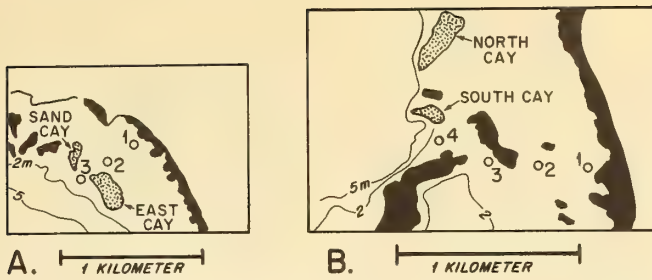 SAND
CAY
1
2
3
2m
5
EAST
CAY
A.
1 KILOMETER
NORTH
CAY
SOUTH CAY
4
3
2
1
5m
2
2
B.
1 KILOMETER